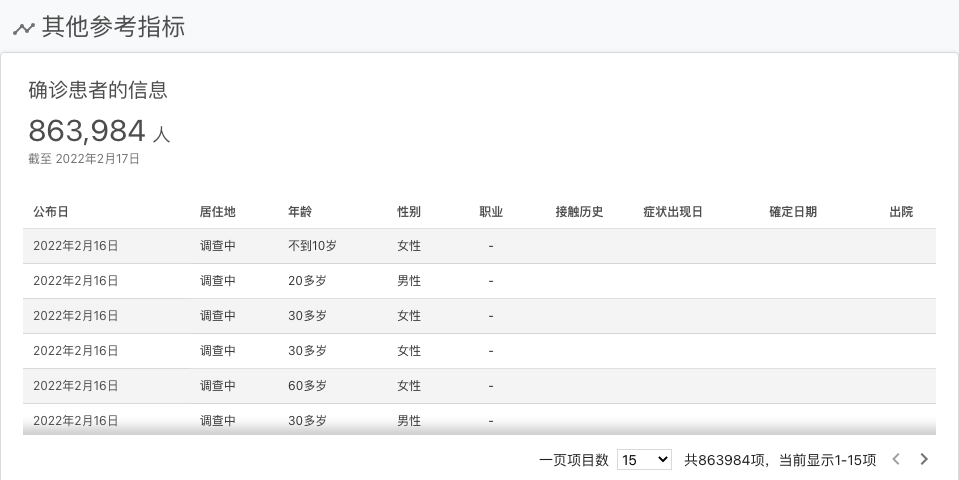 其他参考指标
确诊患者的信息
863,984 人
截至 2022年2月17日
公布日 居住地 年龄 性别 职业 接触历史 症状出现日 確定日期 出院
2022年2月16日 调查中 不到10岁 女性 -
2022年2月16日 调查中 20多岁 男性 -
2022年2月16日 调查中 30多岁 女性 -
2022年2月16日 调查中 30多岁 女性 -
2022年2月16日 调查中 60多岁 女性 -
2022年2月16日 调查中 30多岁 男性 -
一页项目数 15 共863984项，当前显示1-15项